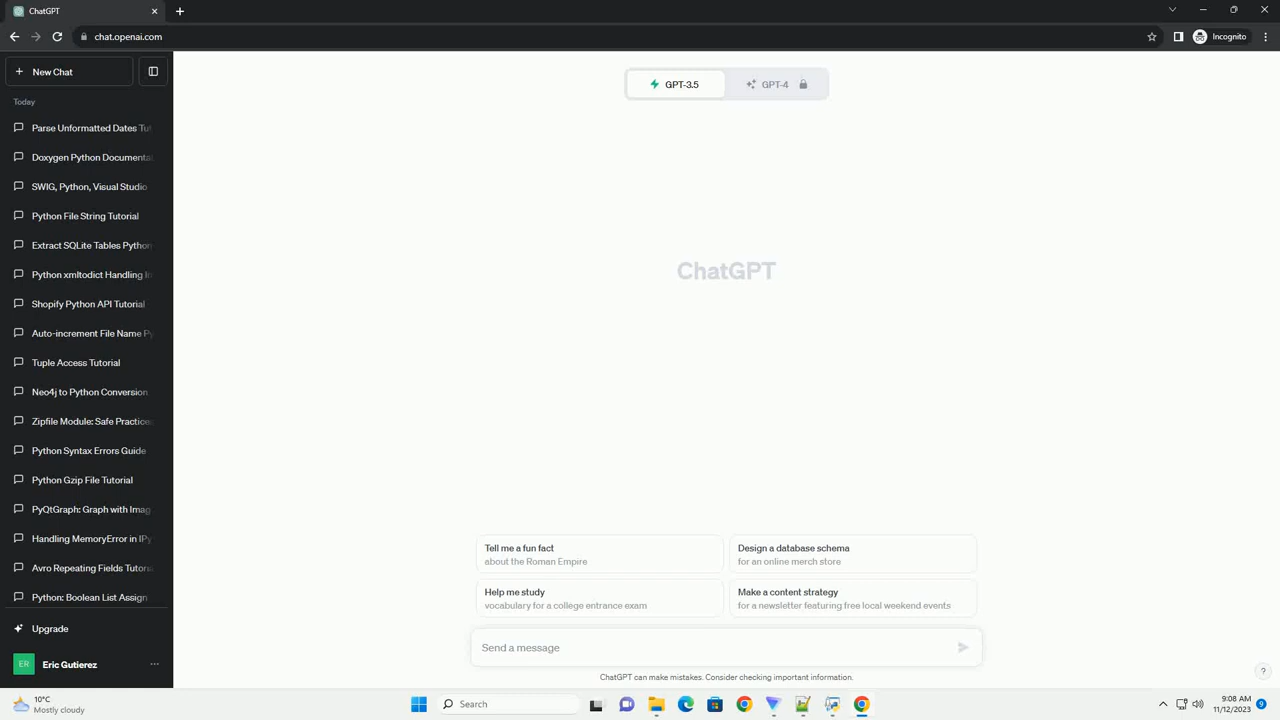 ChatGPT
chat.openai.com
Incognito
New Chat
Today
Parse Unformatted Dates Tut
Doxygen Python Documenta
SWIG, Python, Visual Studio
Python File String Tutorial
Extract SQLite Tables Python
Python xmltodict Handling In
Shopify Python API Tutorial
Auto-increment File Name Py
Tuple Access Tutorial
Neo4j to Python Conversion
Zipfile Module: Safe Practice
Python Syntax Errors Guide
Python Gzip File Tutorial
PyQtGraph: Graph with Imag
Handling MemoryError in IPy
Avro Repeating Fields Tutoria
Python: Boolean List Assign
Upgrade
ER
Eric Gutierez
GPT-3.5
GPT-4
ChatGPT
Tell me a fun fact
about the Roman Empire
Design a database schema
for an online merch store
Help me study
vocabulary for a college entrance exam
Make a content strategy
for a newsletter featuring free local weekend events
Send a message
ChatGPT can make mistakes. Consider checking important information.
?
10°C
Mostly cloudy
Search
9:08 AM
11/12/2023
9